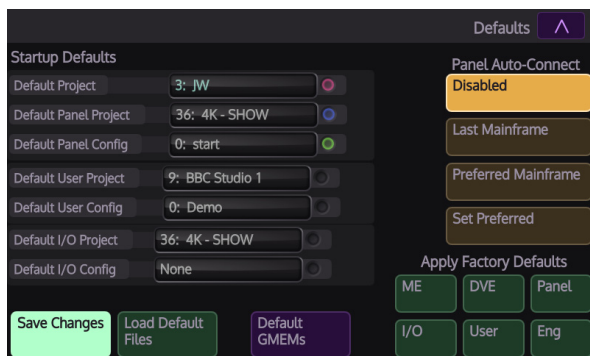 Defaults
Startup Defaults
Default Project 3: JW
Default Panel Project 36: 4K - SHOW
Default Panel Config 0: start
Default User Project 9: BBC Studio 1
Default User Config 0: Demo
Default I/O Project 36: 4K - SHOW
Default I/O Config None
Save Changes
Load Default
Files
Default
GMEMs
Panel Auto-Connect
Disabled
Last Mainframe
Preferred Mainframe
Set Preferred
Apply Factory Defaults
ME DVE Panel
I/O User Eng